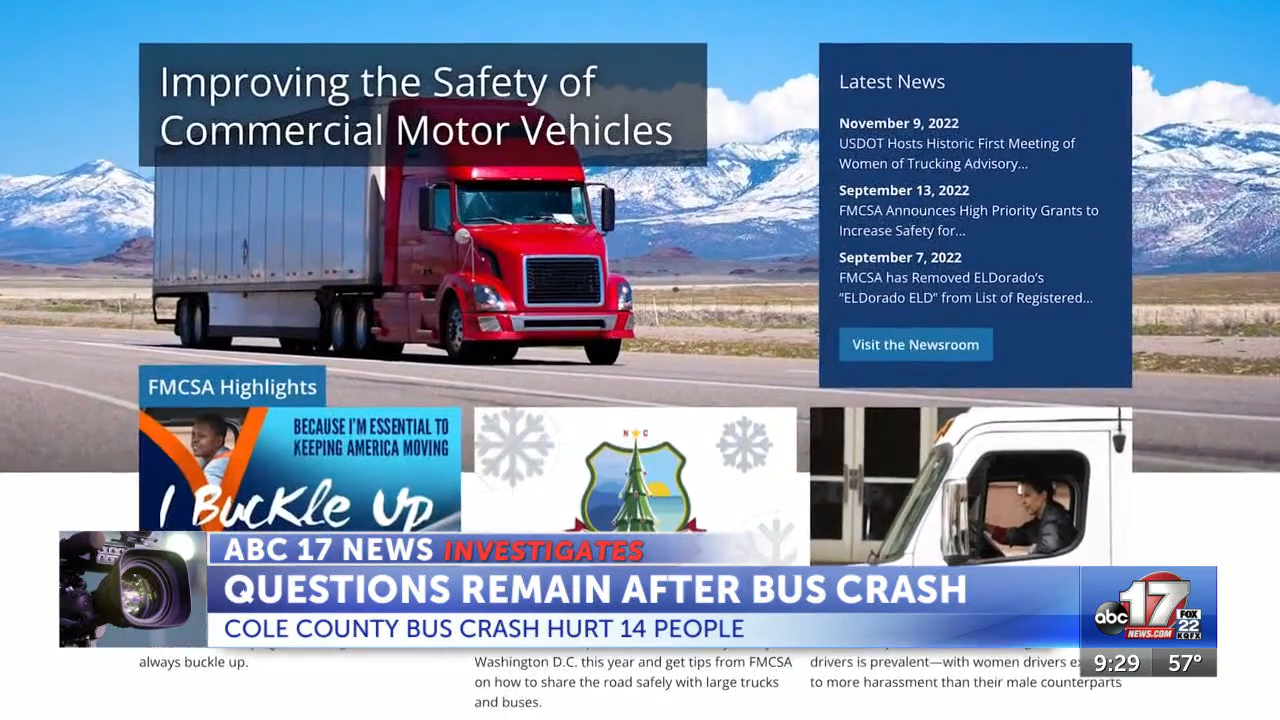 Improving the Safety of
Commercial Motor Vehicles
Latest News
November 9, 2022
USDOT Hosts Historic First Meeting of
Women of Trucking Advisory...
September 13, 2022
FMCSA Announces High Priority Grants to
Increase Safety for...
September 7, 2022
FMCSA has Removed ELDorado's
"ELDorado ELD" from List of Registered...
Visit the Newsroom
FMCSA Highlights
BECAUSE I'M ESSENTIAL TO
KEEPING AMERICA MOVING
I BUCKLE UP
N C
ABC 17 NEWS INVESTIGATES
QUESTIONS REMAIN AFTER BUS CRASH
COLE COUNTY BUS CRASH HURT 14 PEOPLE
abc 17
NEWS.COM
FOX
22
KQFX
9:29 57°
always buckle up.
Washington D.C. this year and get tips from FMCSA
on how to share the road safely with large trucks
and buses.
drivers is prevalent—with women drivers
to more harassment than their male counterparts